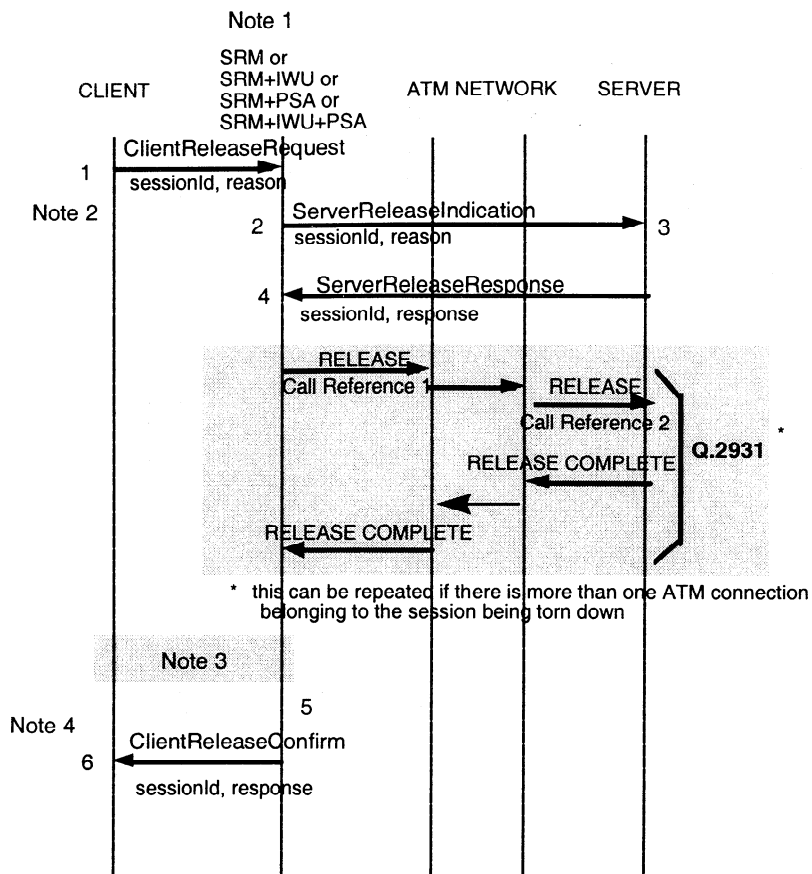 Note 1
SRM or
SRM+IWU or
SRM+PSA or
SRM+IWU+PSA
CLIENT
ATM NETWORK
SERVER
ClientReleaseRequest
1
sessionId, reason
Note 2
2
ServerReleaseIndication
3
sessionId, reason
ServerReleaseResponse
4
sessionId, response
RELEASE
Call Reference 1
RELEASE
Call Reference 2
*
Q.2931
RELEASE COMPLETE
RELEASE COMPLETE
* this can be repeated if there is more than one ATM connection
belonging to the session being torn down
Note 3
5
Note 4
ClientReleaseConfirm
6
sessionId, response